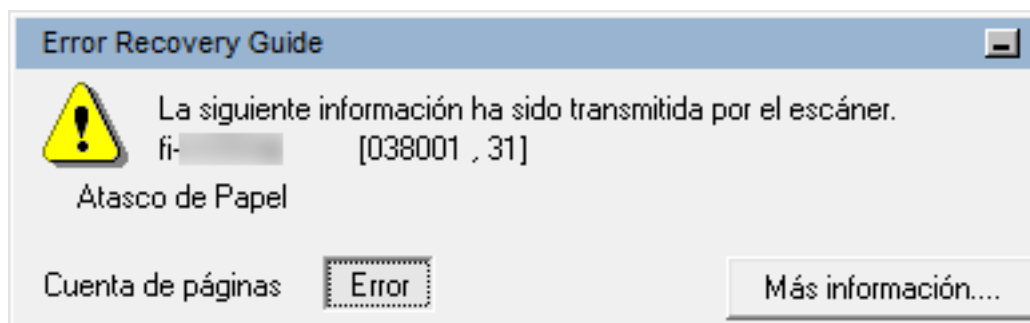 Error Recovery Guide
La siguiente información ha sido transmitida por el escáner.
fi- [038001 , 31]
Atasco de Papel
Cuenta de páginas Error Más información....